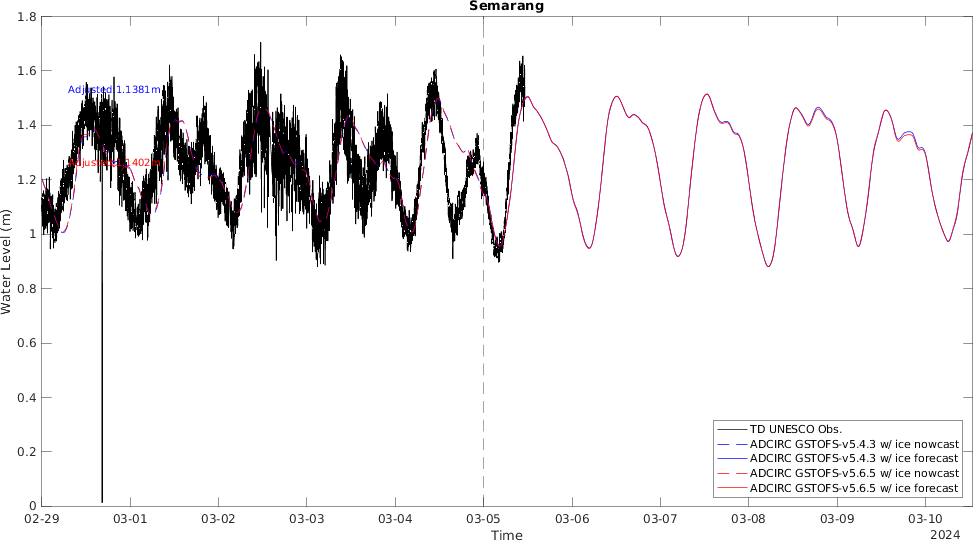 Semarang
Water Level (m)
1.8
1.6
1.4
1.2
1
0.8
0.6
0.4
0.2
0
Adjusted 1.1381m
02-29
03-01
03-02
03-03
03-04
03-05
03-06
03-07
03-08
03-09
03-10
2024
Time
TD UNESCO Obs.
ADCIRC GSTOFS-v5.4.3 w/ ice nowcast
ADCIRC GSTOFS-v5.4.3 w/ ice forecast
ADCIRC GSTOFS-v5.6.5 w/ ice nowcast
ADCIRC GSTOFS-v5.6.5 w/ ice forecast